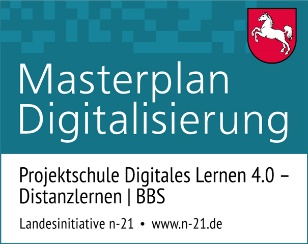 Masterplan
Digitalisierung
Projektschule Digitales Lernen 4.0 –
Distanzlernen | BBS
Landesinitiative n-21 • www.n-21.de